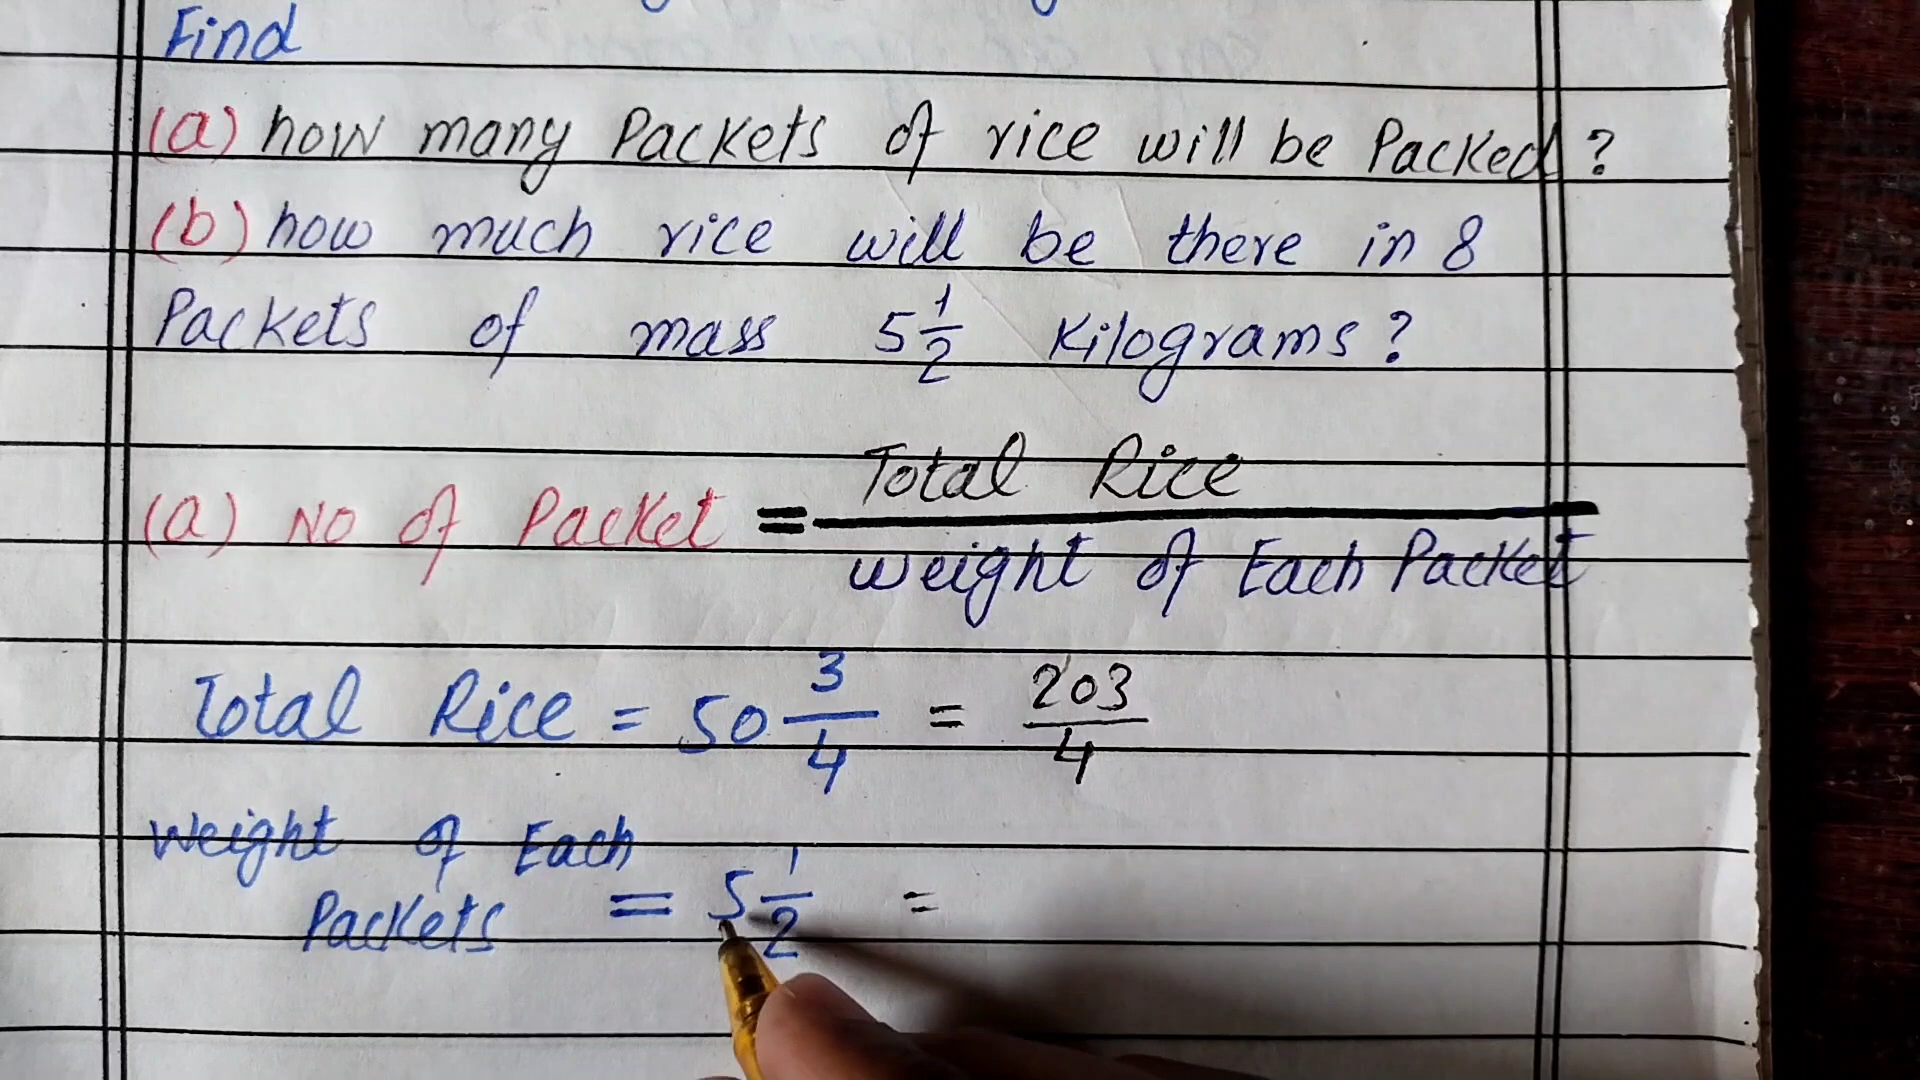 Find
(a) how many Packets of rice will be Packed ?
(b) how much rice will be there in 8
Packets of mass 5 1/2 Kilograms ?
(a) No of Packet = Total Rice / weight of Each Packet
Total Rice = 50 3/4 = 203/4
Weight of Each
Packets = 5 1/2 =